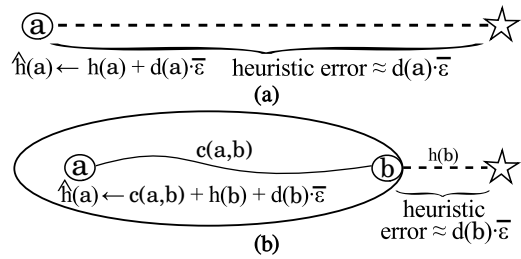 a
ĥ(a) ← h(a) + d(a)·ε̅ heuristic error ≈ d(a)·ε̅
(a)
c(a,b)
a b h(b)
ĥ(a) ← c(a,b) + h(b) + d(b)·ε̅
heuristic
error ≈ d(b)·ε̅
(b)